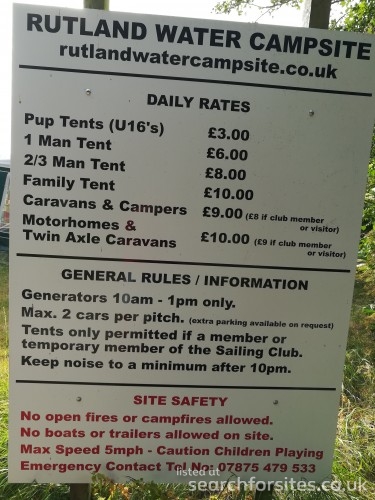 RUTLAND WATER CAMPSITE
rutlandwatercampsite.co.uk
DAILY RATES
Pup Tents (U16's) £3.00
1 Man Tent £6.00
2/3 Man Tent £8.00
Family Tent £10.00
Caravans & Campers £9.00 (£8 if club member
or visitor)
Motorhomes &
Twin Axle Caravans £10.00 (£9 if club member
or visitor)
GENERAL RULES / INFORMATION
Generators 10am - 1pm only.
Max. 2 cars per pitch. (extra parking available on request)
Tents only permitted if a member or
temporary member of the Sailing Club.
Keep noise to a minimum after 10pm.
SITE SAFETY
No open fires or campfires allowed.
No boats or trailers allowed on site.
Max Speed 5mph - Caution Children Playing
Emergency Contact Tel No: 07875 479 533
listed at
searchforsites.co.uk